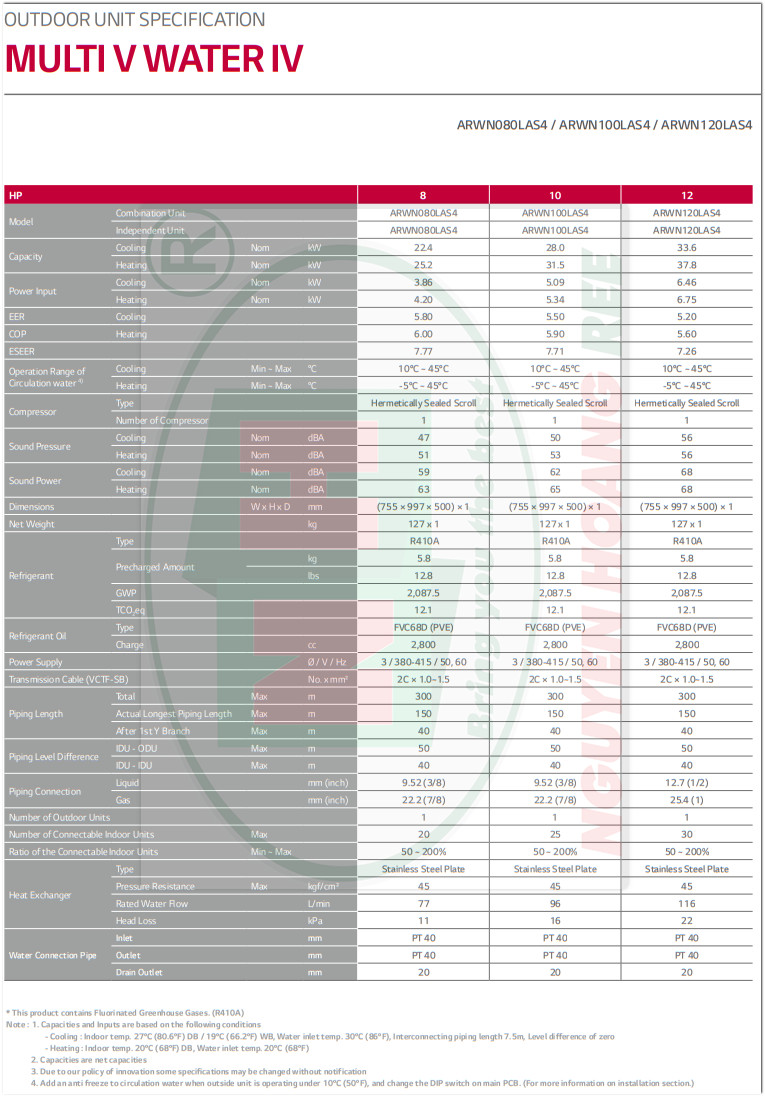 OUTDOOR UNIT SPECIFICATION
MULTI V WATER IV
ARWN080LAS4 / ARWN100LAS4 / ARWN120LAS4
HP 8 10 12
Model Combination Unit ARWN080LAS4 ARWN100LAS4 ARWN120LAS4
Independent Unit ARWN080LAS4 ARWN100LAS4 ARWN120LAS4
Capacity Cooling Nom kW 22.4 28.0 33.6
Heating Nom kW 25.2 31.5 37.8
Power Input Cooling Nom kW 3.86 5.09 6.46
Heating Nom kW 4.20 5.34 6.75
EER Cooling 5.80 5.50 5.20
COP Heating 6.00 5.90 5.60
ESEER 7.77 7.71 7.26
Operation Range of Circulation water 4) Cooling Min ~ Max °C 10°C ~ 45°C 10°C ~ 45°C 10°C ~ 45°C
Heating Min ~ Max °C -5°C ~ 45°C -5°C ~ 45°C -5°C ~ 45°C
Compressor Type Hermetically Sealed Scroll Hermetically Sealed Scroll Hermetically Sealed Scroll
Number of Compressor 1 1 1
Sound Pressure Cooling Nom dBA 47 50 56
Heating Nom dBA 51 53 56
Sound Power Cooling Nom dBA 59 62 68
Heating Nom dBA 63 65 68
Dimensions W x H x D mm (755 × 997 × 500) × 1 (755 × 997 × 500) × 1 (755 × 997 × 500) × 1
Net Weight kg 127 x 1 127 x 1 127 x 1
Refrigerant Type R410A R410A R410A
Precharged Amount kg 5.8 5.8 5.8
lbs 12.8 12.8 12.8
GWP 2,087.5 2,087.5 2,087.5
TCO₂eq 12.1 12.1 12.1
Refrigerant Oil Type FVC68D (PVE) FVC68D (PVE) FVC68D (PVE)
Charge cc 2,800 2,800 2,800
Power Supply Ø / V / Hz 3 / 380-415 / 50, 60 3 / 380-415 / 50, 60 3 / 380-415 / 50, 60
Transmission Cable (VCTF-SB) No. x mm² 2C × 1.0~1.5 2C × 1.0~1.5 2C × 1.0~1.5
Piping Length Total Max m 300 300 300
Actual Longest Piping Length Max m 150 150 150
After 1st Y Branch Max m 40 40 40
Piping Level Difference IDU - ODU Max m 50 50 50
IDU - IDU Max m 40 40 40
Piping Connection Liquid mm (inch) 9.52 (3/8) 9.52 (3/8) 12.7 (1/2)
Gas mm (inch) 22.2 (7/8) 22.2 (7/8) 25.4 (1)
Number of Outdoor Units 1 1 1
Number of Connectable Indoor Units Max 20 25 30
Ratio of the Connectable Indoor Units Min ~ Max 50 ~ 200% 50 ~ 200% 50 ~ 200%
Heat Exchanger Type Stainless Steel Plate Stainless Steel Plate Stainless Steel Plate
Pressure Resistance Max kgf/cm² 45 45 45
Rated Water Flow L/min 77 96 116
Head Loss kPa 11 16 22
Water Connection Pipe Inlet mm PT 40 PT 40 PT 40
Outlet mm PT 40 PT 40 PT 40
Drain Outlet mm 20 20 20
* This product contains Fluorinated Greenhouse Gases. (R410A)
Note : 1. Capacities and Inputs are based on the following conditions
- Cooling : Indoor temp. 27°C (80.6°F) DB / 19°C (66.2°F) WB, Water inlet temp. 30°C (86°F), Interconnecting piping length 7.5m, Level difference of zero
- Heating : Indoor temp. 20°C (68°F) DB, Water inlet temp. 20°C (68°F)
2. Capacities are net capacities
3. Due to our policy of innovation some specifications may be changed without notification
4. Add an anti freeze to circulation water when outside unit is operating under 10°C (50°F), and change the DIP switch on main PCB. (For more information on installation section.)
®
Bring you the best
NGUYEN HOANG REE